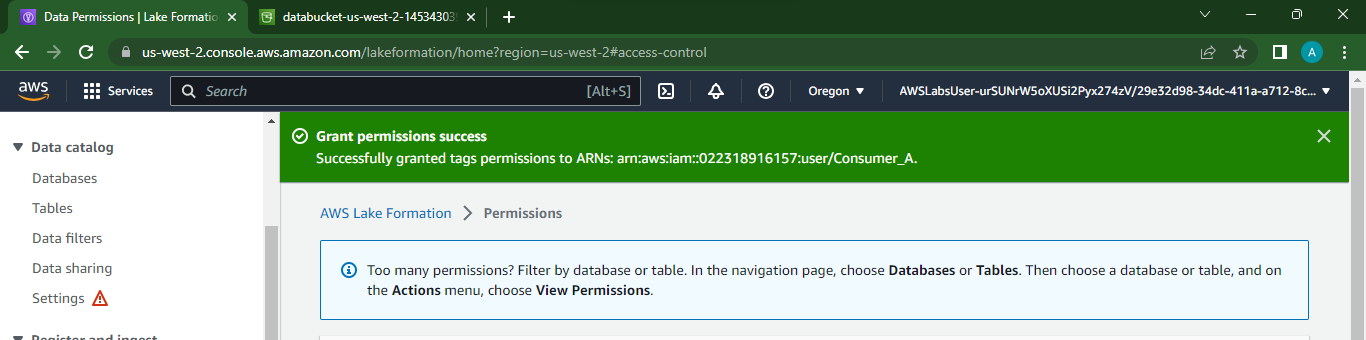 Data Permissions | Lake Formatio
databucket-us-west-2-14534303
us-west-2.console.aws.amazon.com/lakeformation/home?region=us-west-2#access-control
A
aws
Services
Search
[Alt+S]
Oregon
AWSLabsUser-urSUNrW5oXUSi2Pyx274zV/29e32d98-34dc-411a-a712-8c...
Data catalog
Databases
Tables
Data filters
Data sharing
Settings
Register and ingest
Grant permissions success
Successfully granted tags permissions to ARNs: arn:aws:iam::022318916157:user/Consumer_A.
AWS Lake Formation > Permissions
Too many permissions? Filter by database or table. In the navigation page, choose Databases or Tables. Then choose a database or table, and on
the Actions menu, choose View Permissions.